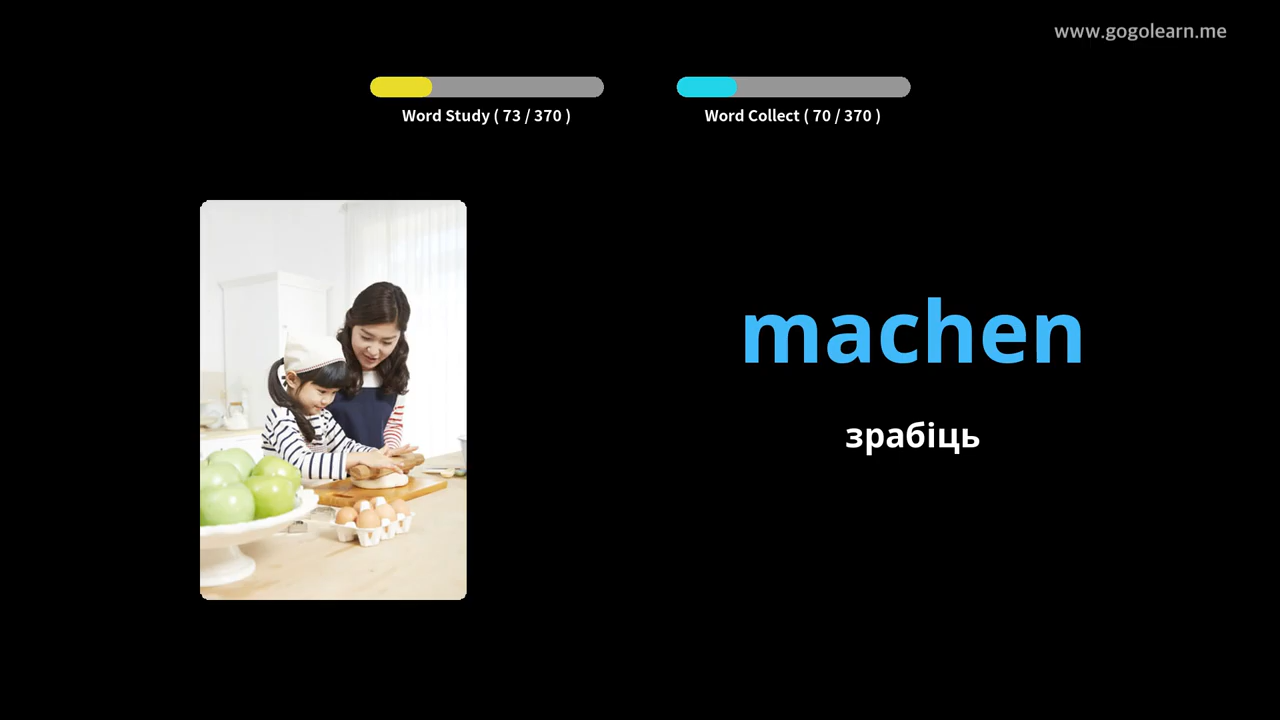 www.gogolearn.me
Word Study ( 73 / 370 )
Word Collect ( 70 / 370 )
machen
зрабіць